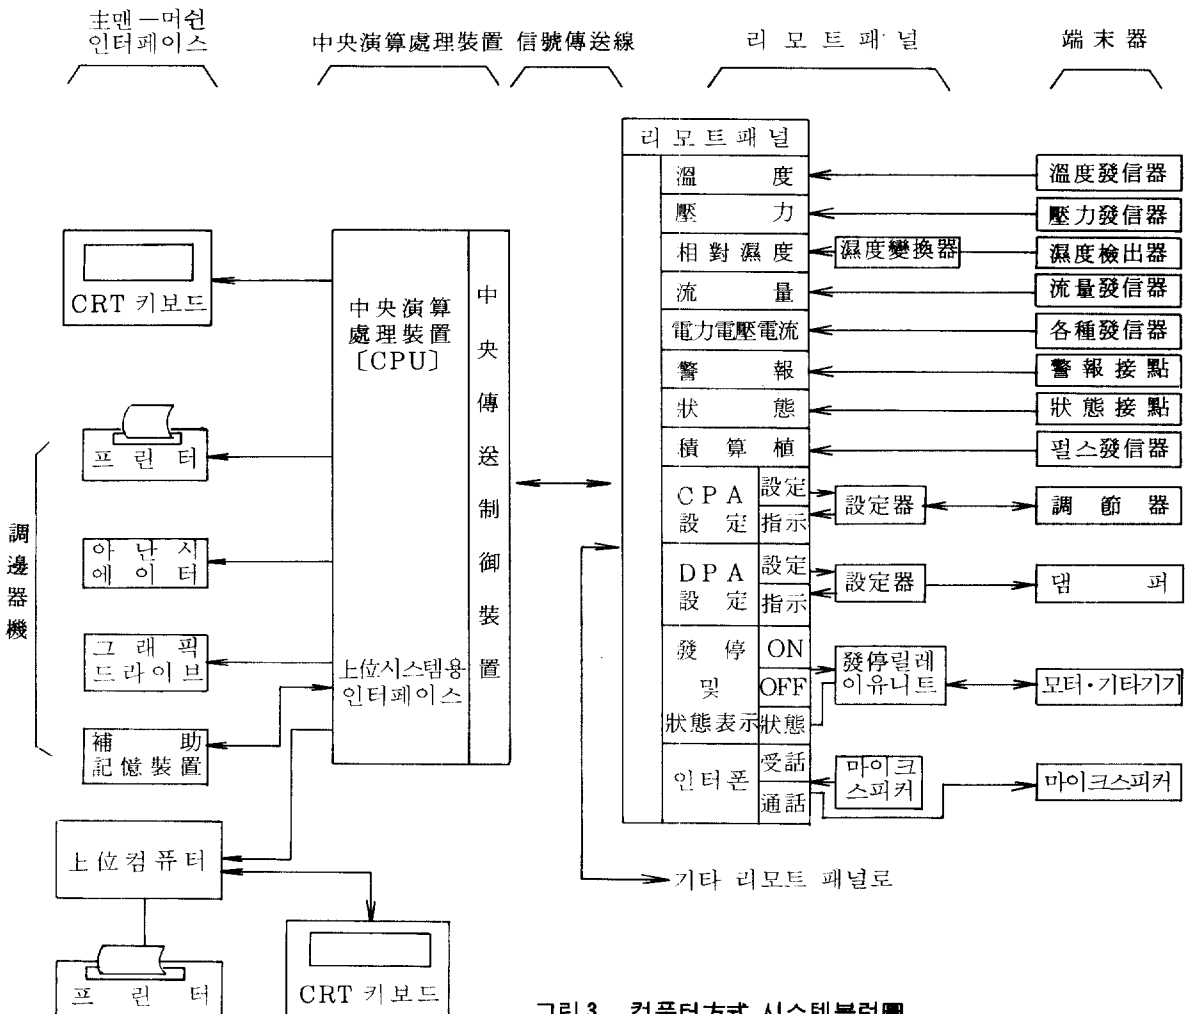 主맨－머쉰
인터페이스
中央演算處理裝置
信號傳送線
리모트패널
端末器
CRT 키보드
프린터
아난시
에이터
그래픽
드라이브
補助
記憶裝置
調邊器機
上位컴퓨터
프린터
CRT 키보드
中央演算
處理裝置
〔CPU〕
上位시스템용
인터페이스
中央傳送制御裝置
리모트패널
溫度
壓力
相對濕度
流量
電力電壓電流
警報
狀態
積算植
CPA
設定
設定
指示
DPA
設定
設定
指示
發停
및
狀態表示
ON
OFF
狀態
인터폰
受話
通話
濕度變換器
設定器
設定器
發停릴레
이유니트
마이크
스피커
溫度發信器
壓力發信器
濕度檢出器
流量發信器
各種發信器
警報接點
狀態接點
펄스發信器
調節器
댐퍼
모터·기타기기
마이크스피커
기타 리모트 패널로
그림 3. 컴퓨터方式 시스템블럭圖